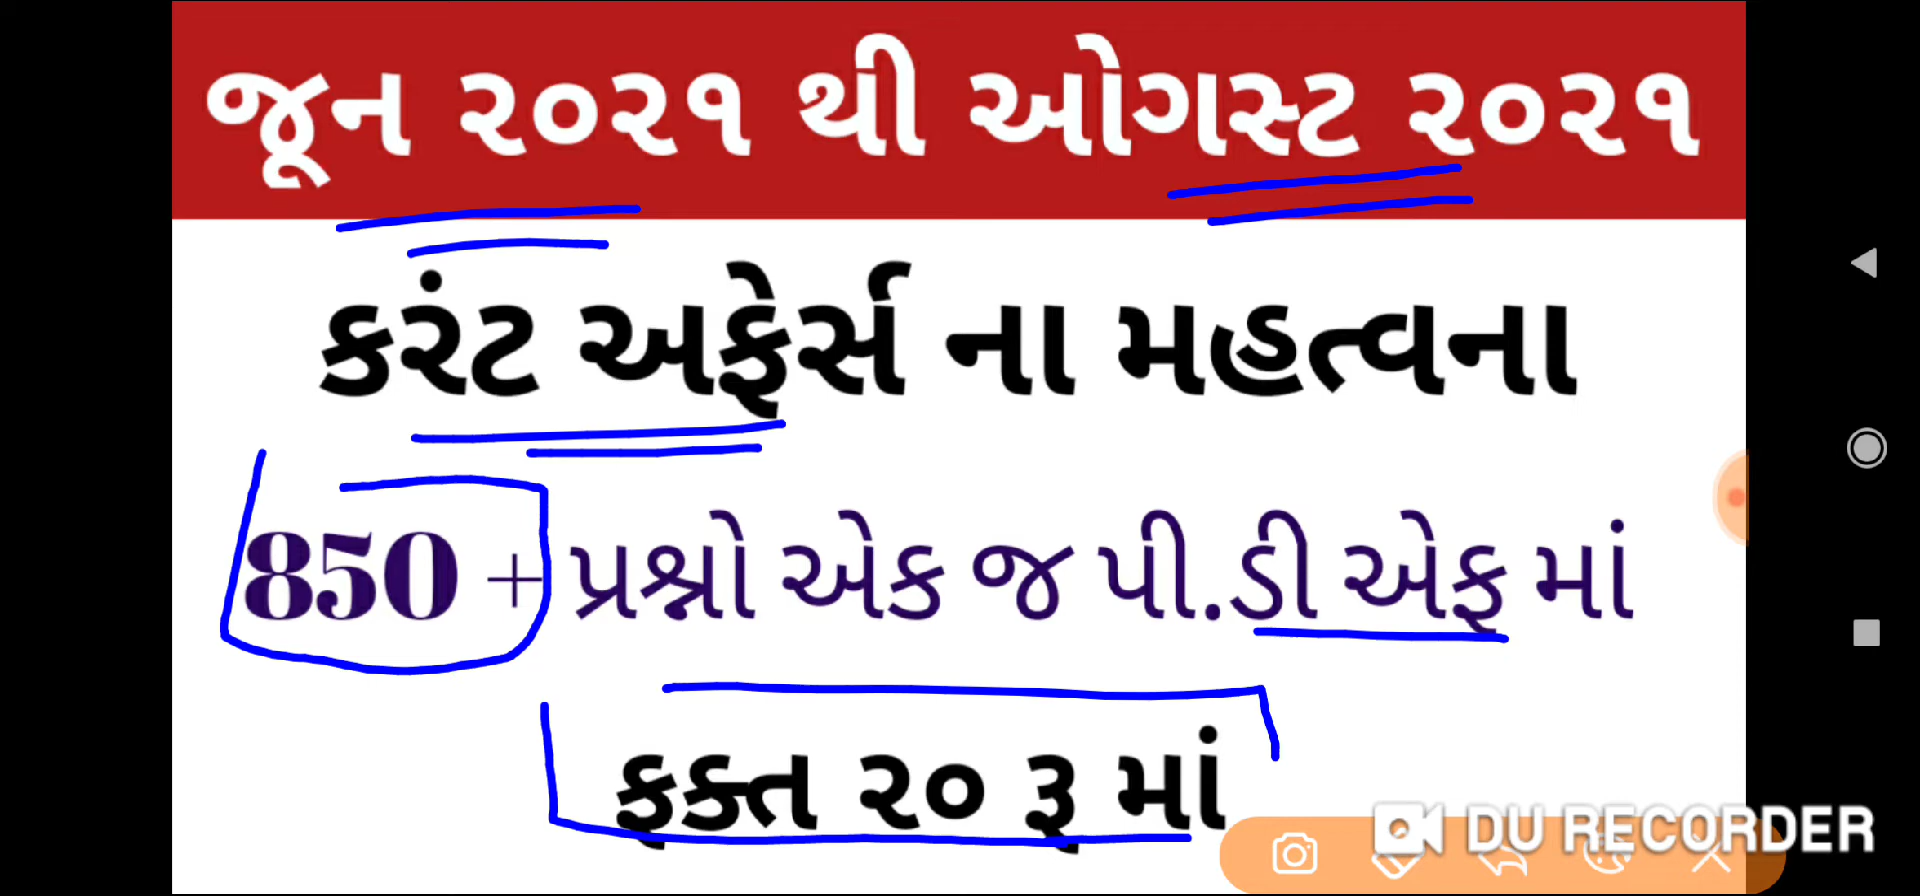 જૂન ૨૦૨૧ થી ઓગસ્ટ ૨૦૨૧
કરંટ અફેર્સ ના મહત્વના
850 + પ્રશ્નો એક જ પી.ડી એફ માં
ફક્ત ૨૦ રૂ માં
DU RECORDER